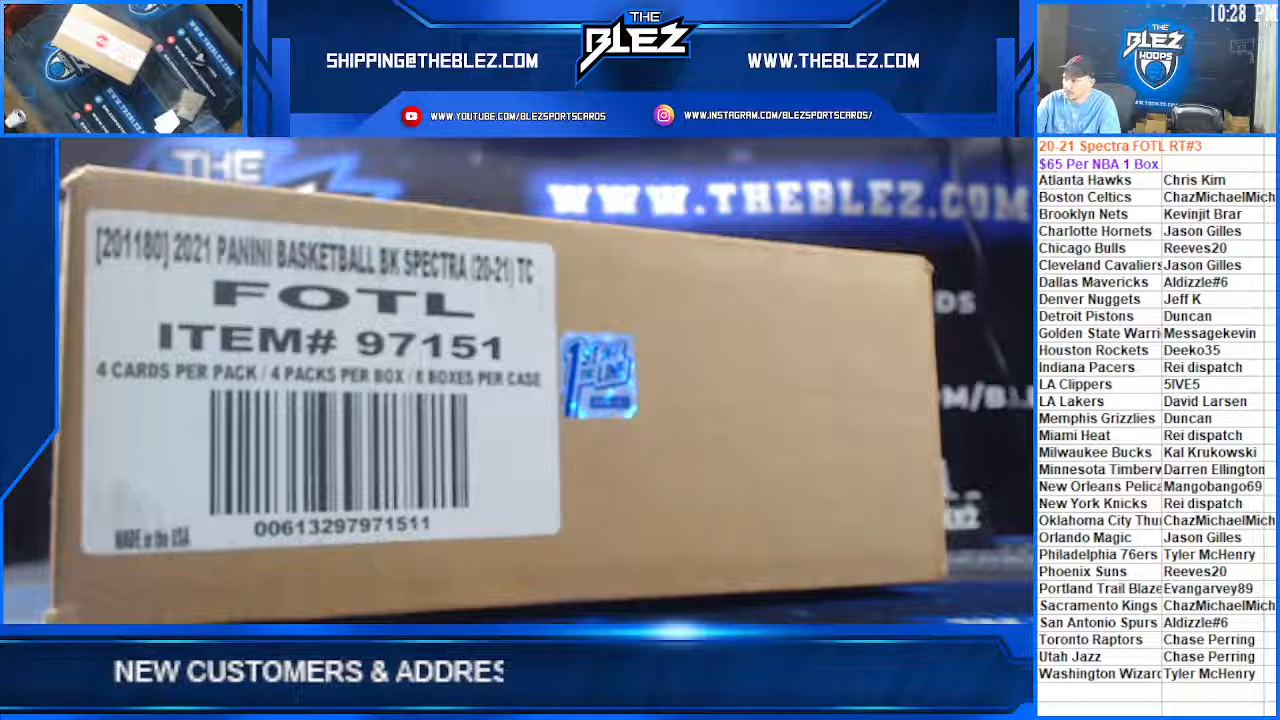 10:28 PM
THE
BLEZ
SHIPPING@THEBLEZ.COM
WWW.THEBLEZ.COM
WWW.YOUTUBE.COM/BLEZSPORTSCARDS
WWW.INSTAGRAM.COM/BLEZSPORTSCARDS/
THE
BLEZ
HOOPS
THE
WWW.THEBLEZ.COM
[201180] 2021 PANINI BASKETBALL BK SPECTRA (20-21) TC
FOTL
ITEM# 97151
4 CARDS PER PACK / 4 PACKS PER BOX / 8 BOXES PER CASE
00613297971511
MADE in the USA
1ST OFF
THE LINE
20-21 Spectra FOTL RT#3
$65 Per NBA 1 Box
Atlanta Hawks Chris Kim
Boston Celtics ChazMichaelMich
Brooklyn Nets Kevinjit Brar
Charlotte Hornets Jason Gilles
Chicago Bulls Reeves20
Cleveland Cavaliers Jason Gilles
Dallas Mavericks Aldizzle#6
Denver Nuggets Jeff K
Detroit Pistons Duncan
Golden State Warri Messagekevin
Houston Rockets Deeko35
Indiana Pacers Rei dispatch
LA Clippers 5IVE5
LA Lakers David Larsen
Memphis Grizzlies Duncan
Miami Heat Rei dispatch
Milwaukee Bucks Kal Krukowski
Minnesota Timberw Darren Ellington
New Orleans Pelica Mangobango69
New York Knicks Rei dispatch
Oklahoma City Thu ChazMichaelMich
Orlando Magic Jason Gilles
Philadelphia 76ers Tyler McHenry
Phoenix Suns Reeves20
Portland Trail Blaze Evangarvey89
Sacramento Kings ChazMichaelMich
San Antonio Spurs Aldizzle#6
Toronto Raptors Chase Perring
Utah Jazz Chase Perring
Washington Wizard Tyler McHenry
NEW CUSTOMERS & ADDRES